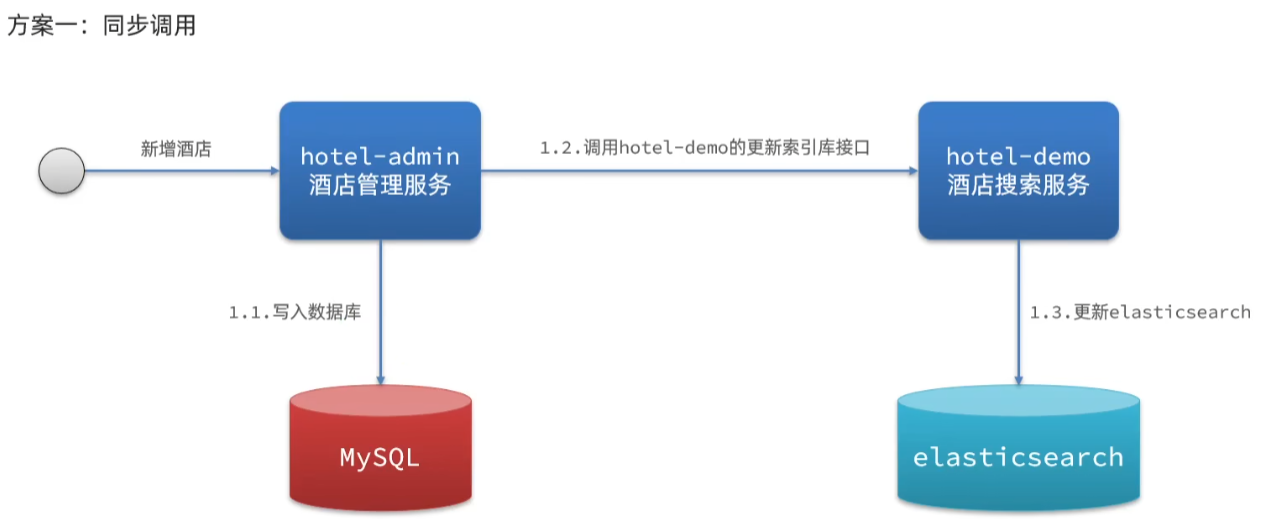 方案一：同步调用
新增酒店
hotel-admin
酒店管理服务
1.2.调用hotel-demo的更新索引库接口
hotel-demo
酒店搜索服务
1.1.写入数据库
1.3.更新elasticsearch
MySQL
elasticsearch